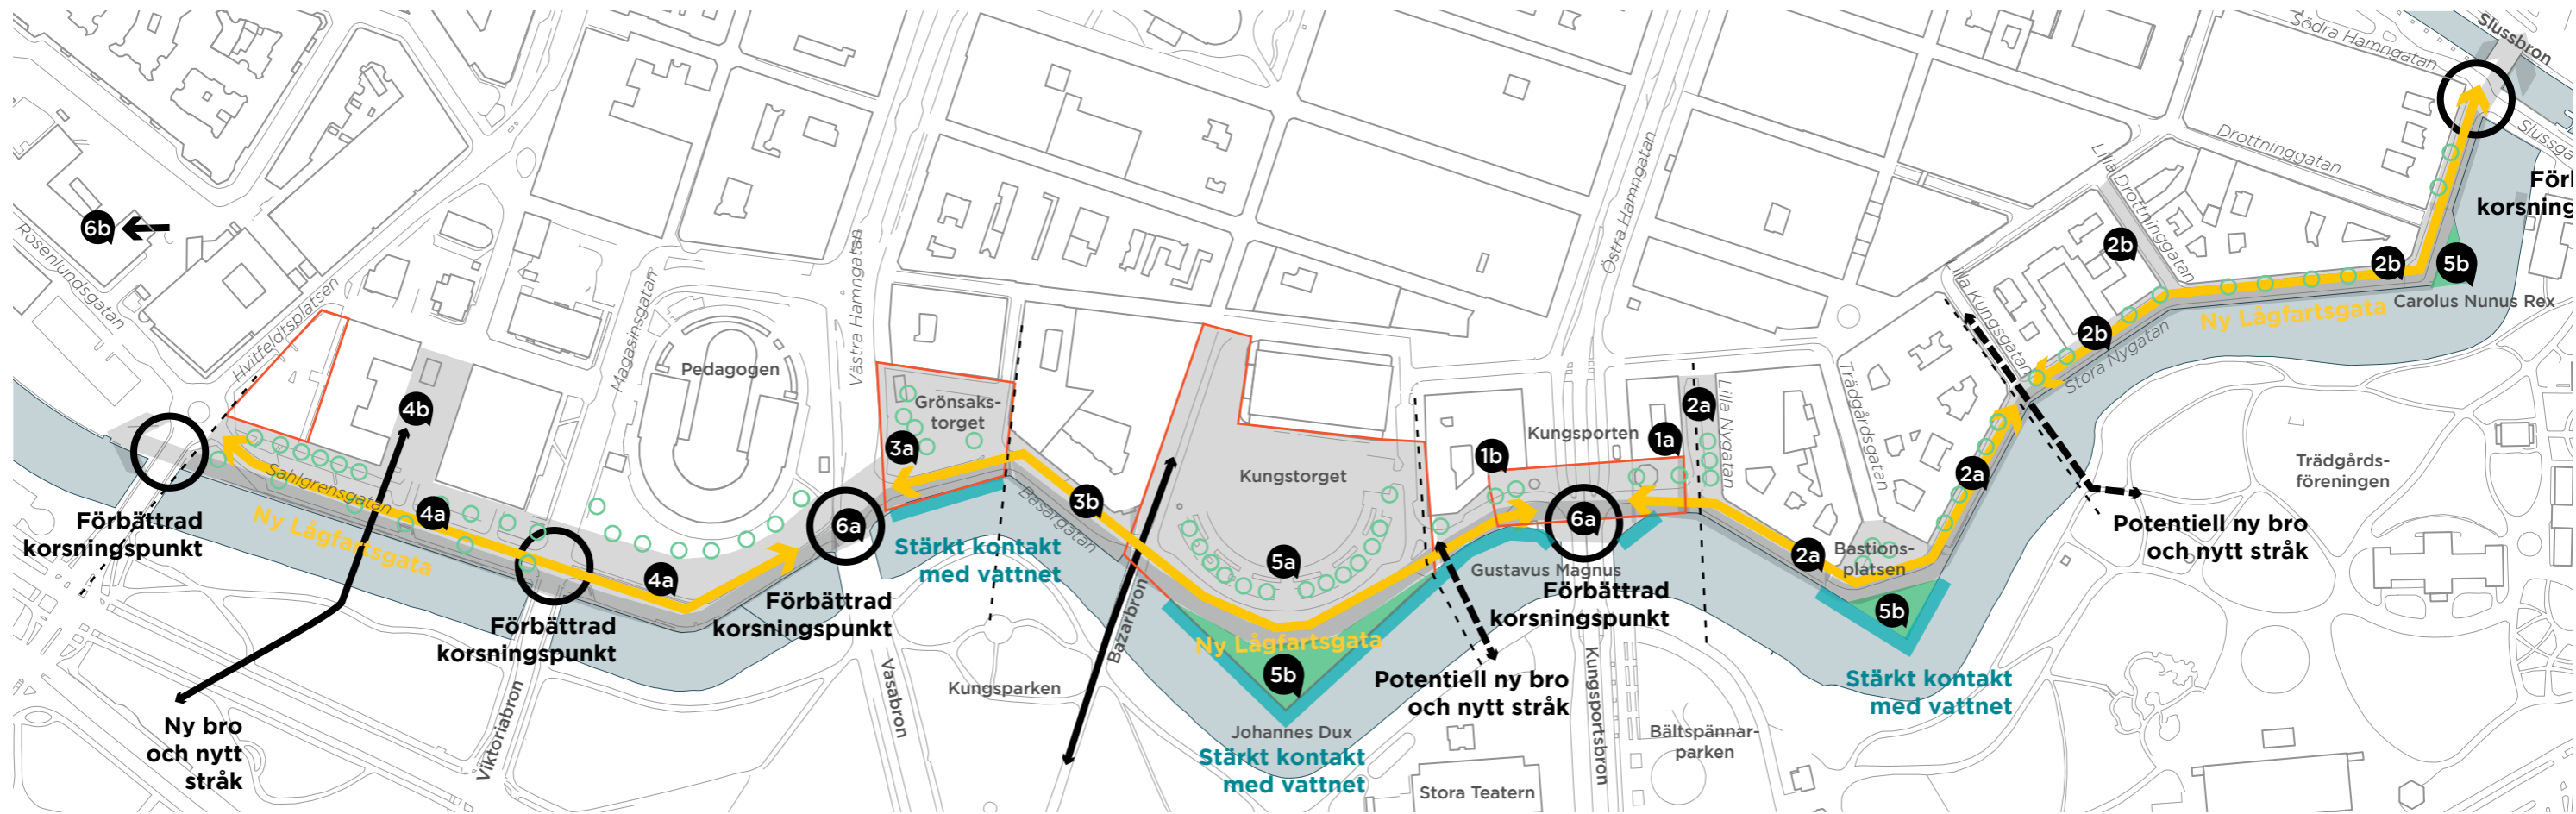 Södra Hamngatan
Slussbron
Slussga
Drottninggatan
Lilla Drottninggatan
Förl
korsning
Östra Hamngatan
6b
Rosenlundsgatan
Hvitfeldtsplatsen
Magasinsgatan
Västra Hamngatan
2b
2b
5b
Carolus Nunus Rex
Lilla Kungsgatan
Ny Lågfartsgata
2b
Stora Nygatan
Pedagogen
Trädgårdsgatan
Lilla Nygatan
4b
Grönsaks-
torget
3a
2a
1a
Kungsporten
1b
Kungstorget
Trädgårds-
föreningen
2a
Sahlgrensgatan
4a
Ny Lågfartsgata
Förbättrad
korsningspunkt
6a
Basargatan
3b
6a
Potentiell ny bro
och nytt stråk
Stärkt kontakt
med vattnet
2a
Bastions-
platsen
5a
Gustavus Magnus
Förbättrad
korsningspunkt
4a
Förbättrad
korsningspunkt
Förbättrad
korsningspunkt
5b
Bazarbron
Ny Lågfartsgata
5b
Potentiell ny bro
och nytt stråk
Stärkt kontakt
med vattnet
Kungsparken
Vasabron
Viktoriabron
Ny bro
och nytt
stråk
Johannes Dux
Stärkt kontakt
med vattnet
Kungsportsbron
Bältspännar-
parken
Stora Teatern